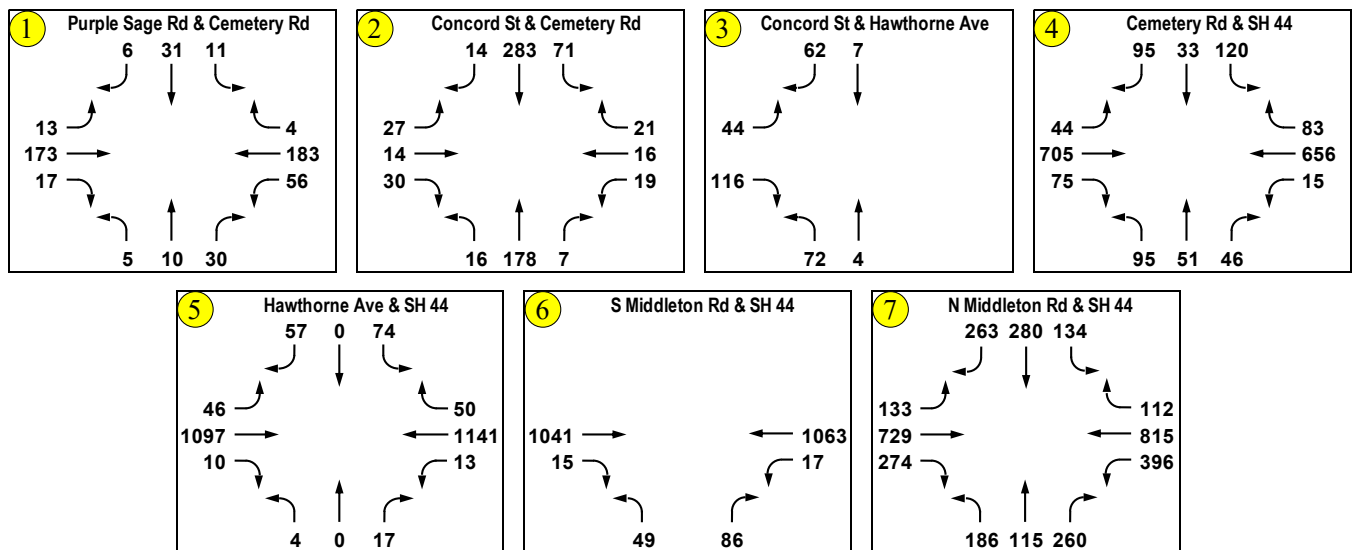 1 Purple Sage Rd & Cemetery Rd
6 31 11
13
173
17
4
183
56
5 10 30
2 Concord St & Cemetery Rd
14 283 71
27
14
30
21
16
19
16 178 7
3 Concord St & Hawthorne Ave
62 7
44
116
72 4
4 Cemetery Rd & SH 44
95 33 120
44
705
75
83
656
15
95 51 46
5 Hawthorne Ave & SH 44
57 0 74
46
1097
10
50
1141
13
4 0 17
6 S Middleton Rd & SH 44
1041
15
1063
17
49 86
7 N Middleton Rd & SH 44
263 280 134
133
729
274
112
815
396
186 115 260